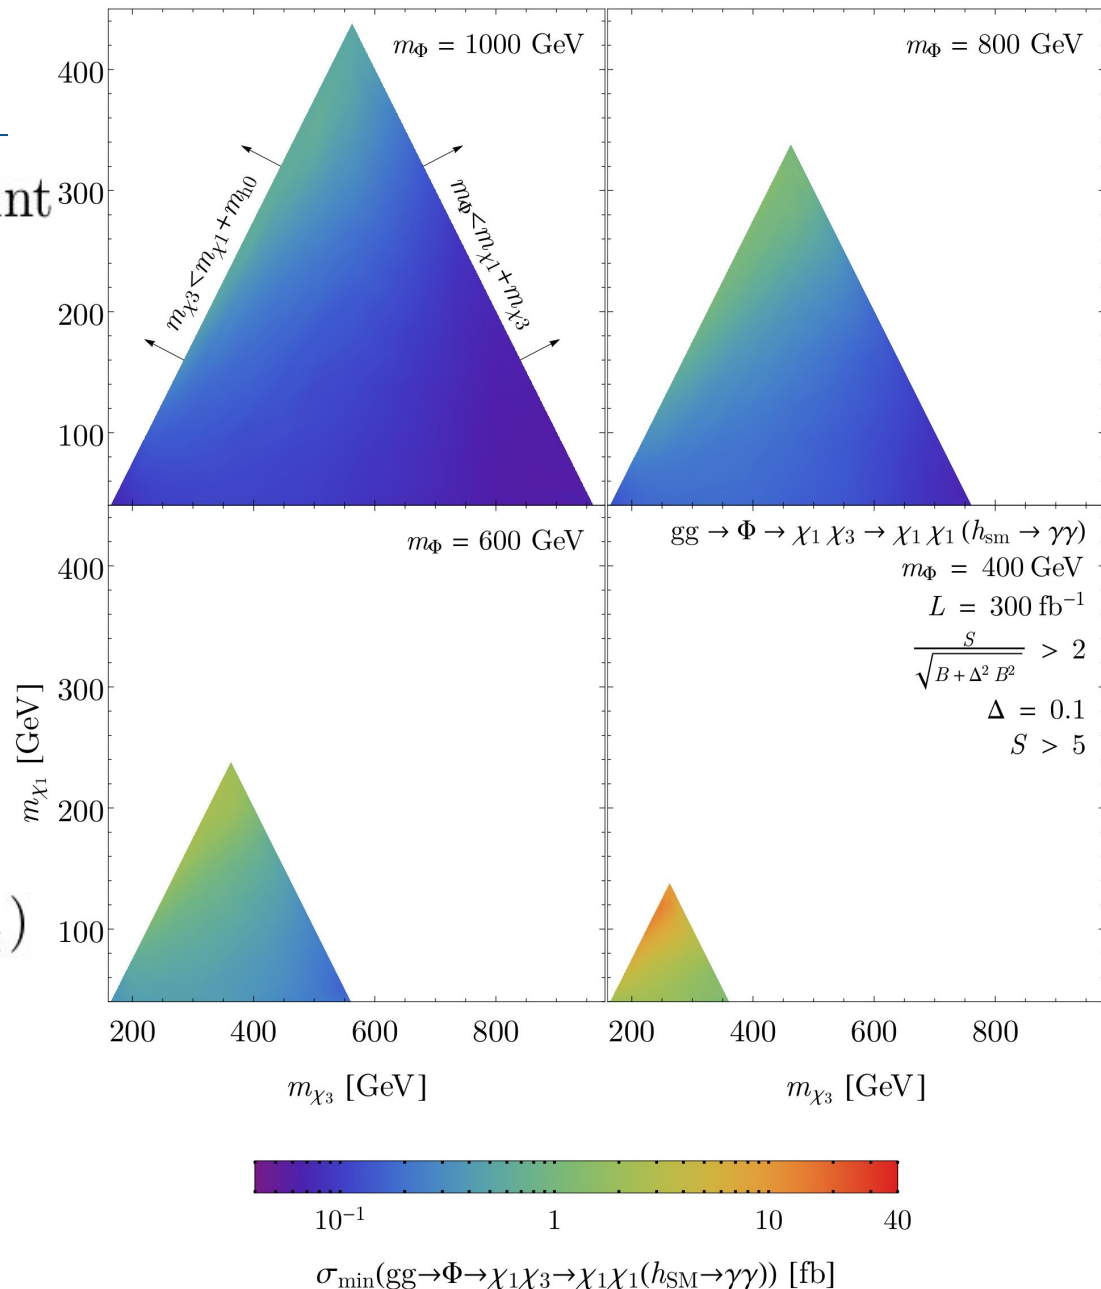 m_Φ = 1000 GeV
m_Φ = 800 GeV
400
300
200
100
m_χ3<m_χ1+m_h0
m_Φ<m_χ1+m_χ3
int
m_Φ = 600 GeV
gg → Φ → χ₁ χ₃ → χ₁ χ₁ (h_sm → γγ)
m_Φ = 400 GeV
L = 300 fb⁻¹
S / √(B + Δ² B²) > 2
Δ = 0.1
S > 5
400
300
200
100
m_χ₁ [GeV]
)
200 400 600 800
200 400 600 800
m_χ₃ [GeV]
m_χ₃ [GeV]
10⁻¹ 1 10 40
σ_min(gg→Φ→χ₁χ₃→χ₁χ₁(h_SM→γγ)) [fb]